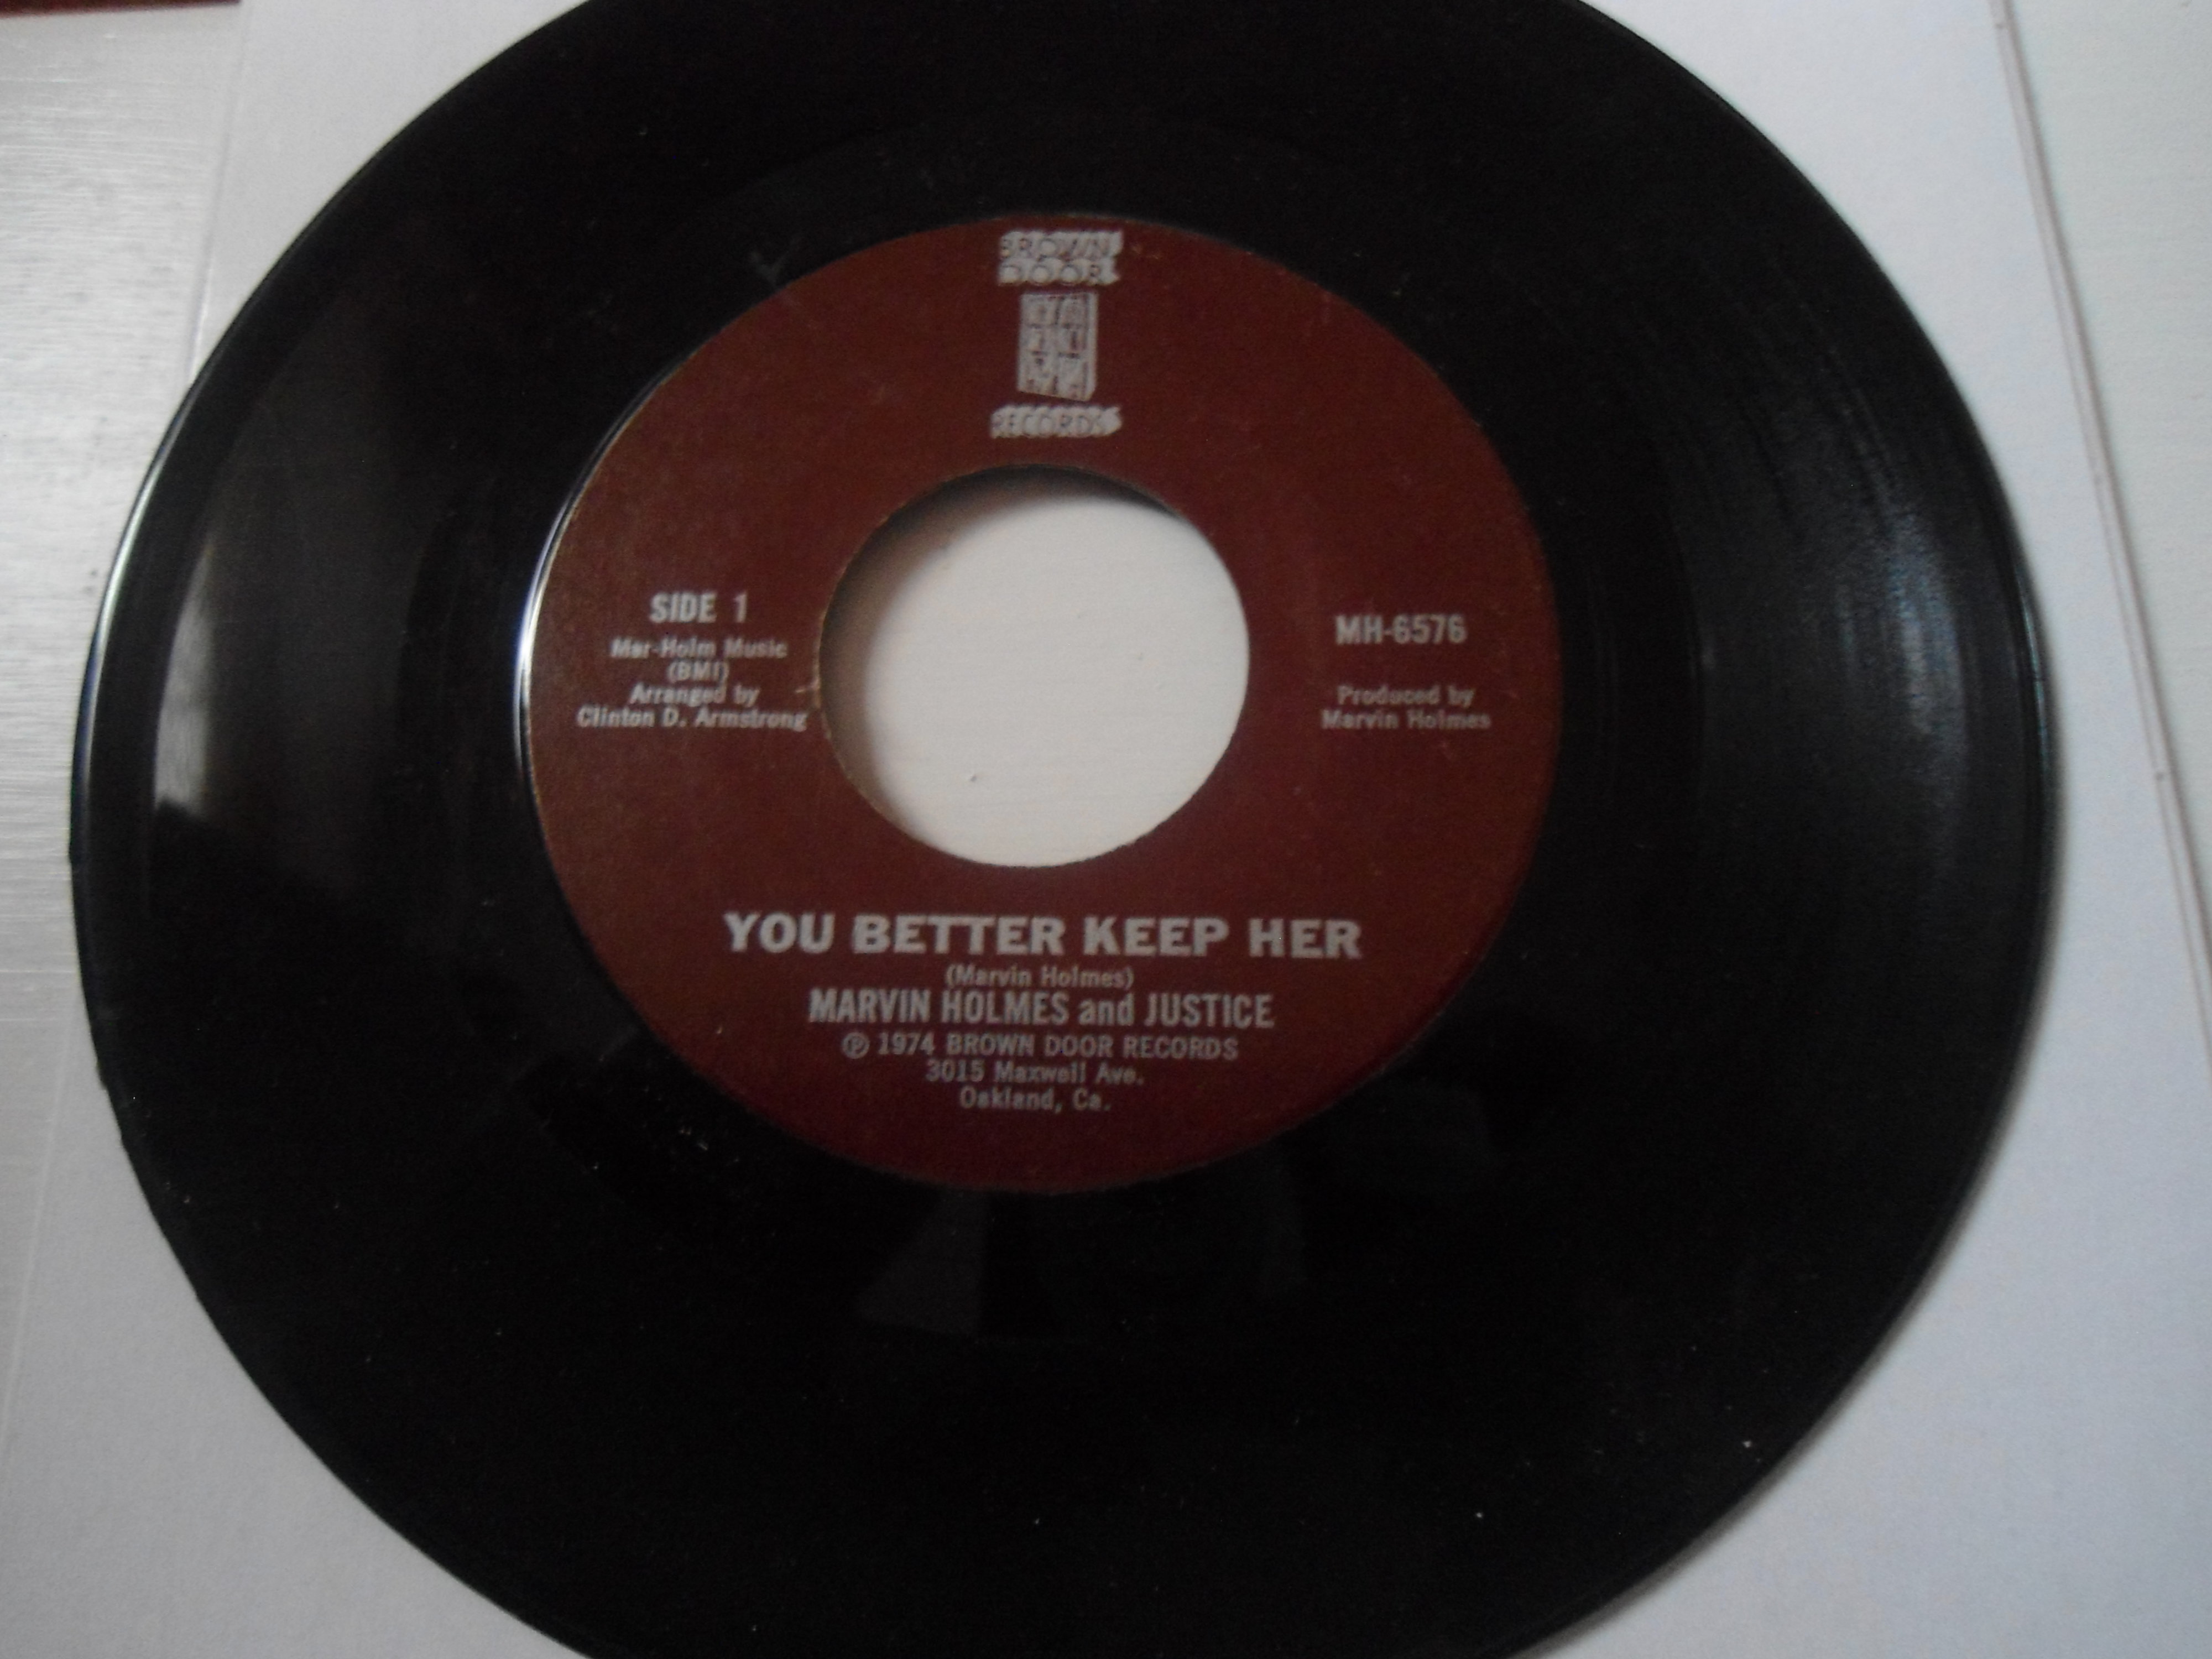 BROWN
DOOR
RECORDS
SIDE 1
Mar-Holm Music
(BMI)
Arranged by
Clinton D. Armstrong
MH-6576
Produced by
Marvin Holmes
YOU BETTER KEEP HER
(Marvin Holmes)
MARVIN HOLMES and JUSTICE
℗ 1974 BROWN DOOR RECORDS
3015 Maxwell Ave.
Oakland, Ca.